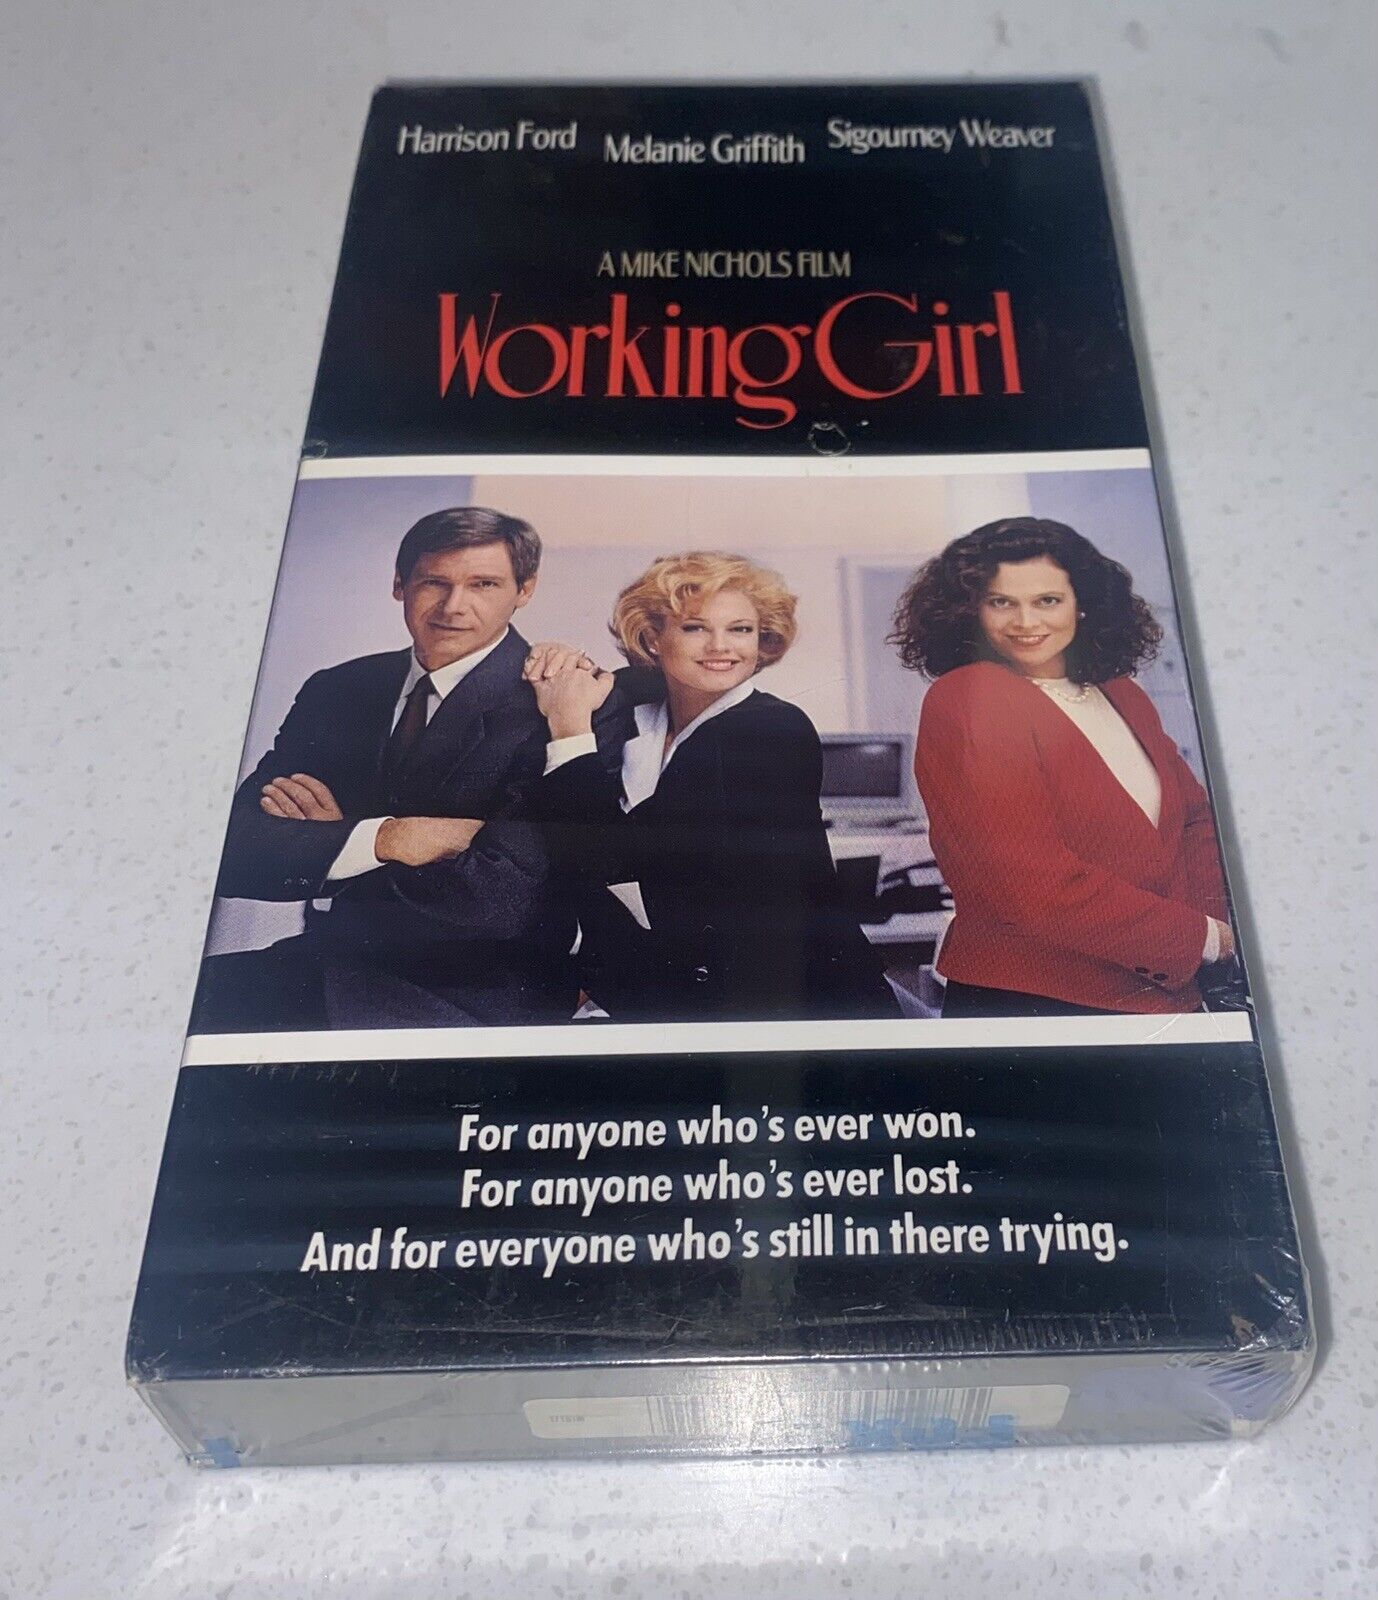 Harrison Ford Melanie Griffith Sigourney Weaver
A MIKE NICHOLS FILM
Working Girl
For anyone who's ever won.
For anyone who's ever lost.
And for everyone who's still in there trying.